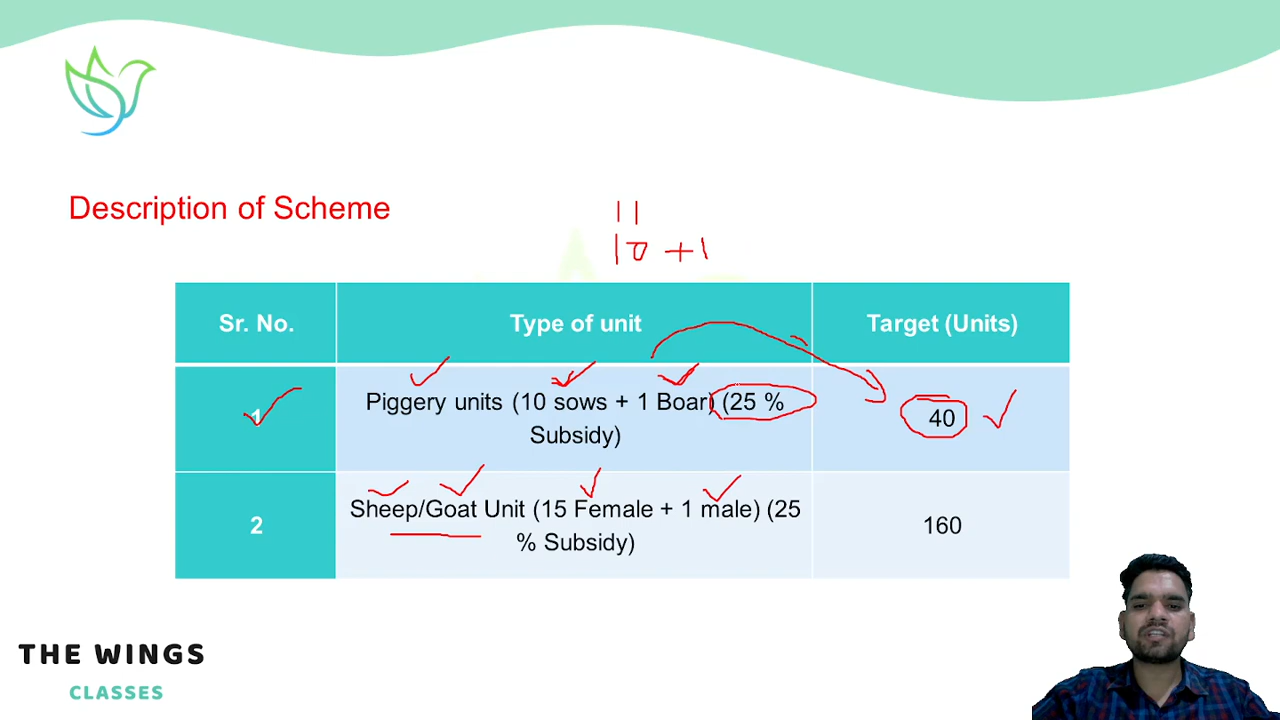 Description of Scheme
11
10 +1
Sr. No.
Type of unit
Target (Units)
1
Piggery units (10 sows + 1 Boar) (25 %
Subsidy)
40
2
Sheep/Goat Unit (15 Female + 1 male) (25
% Subsidy)
160
THE WINGS
CLASSES